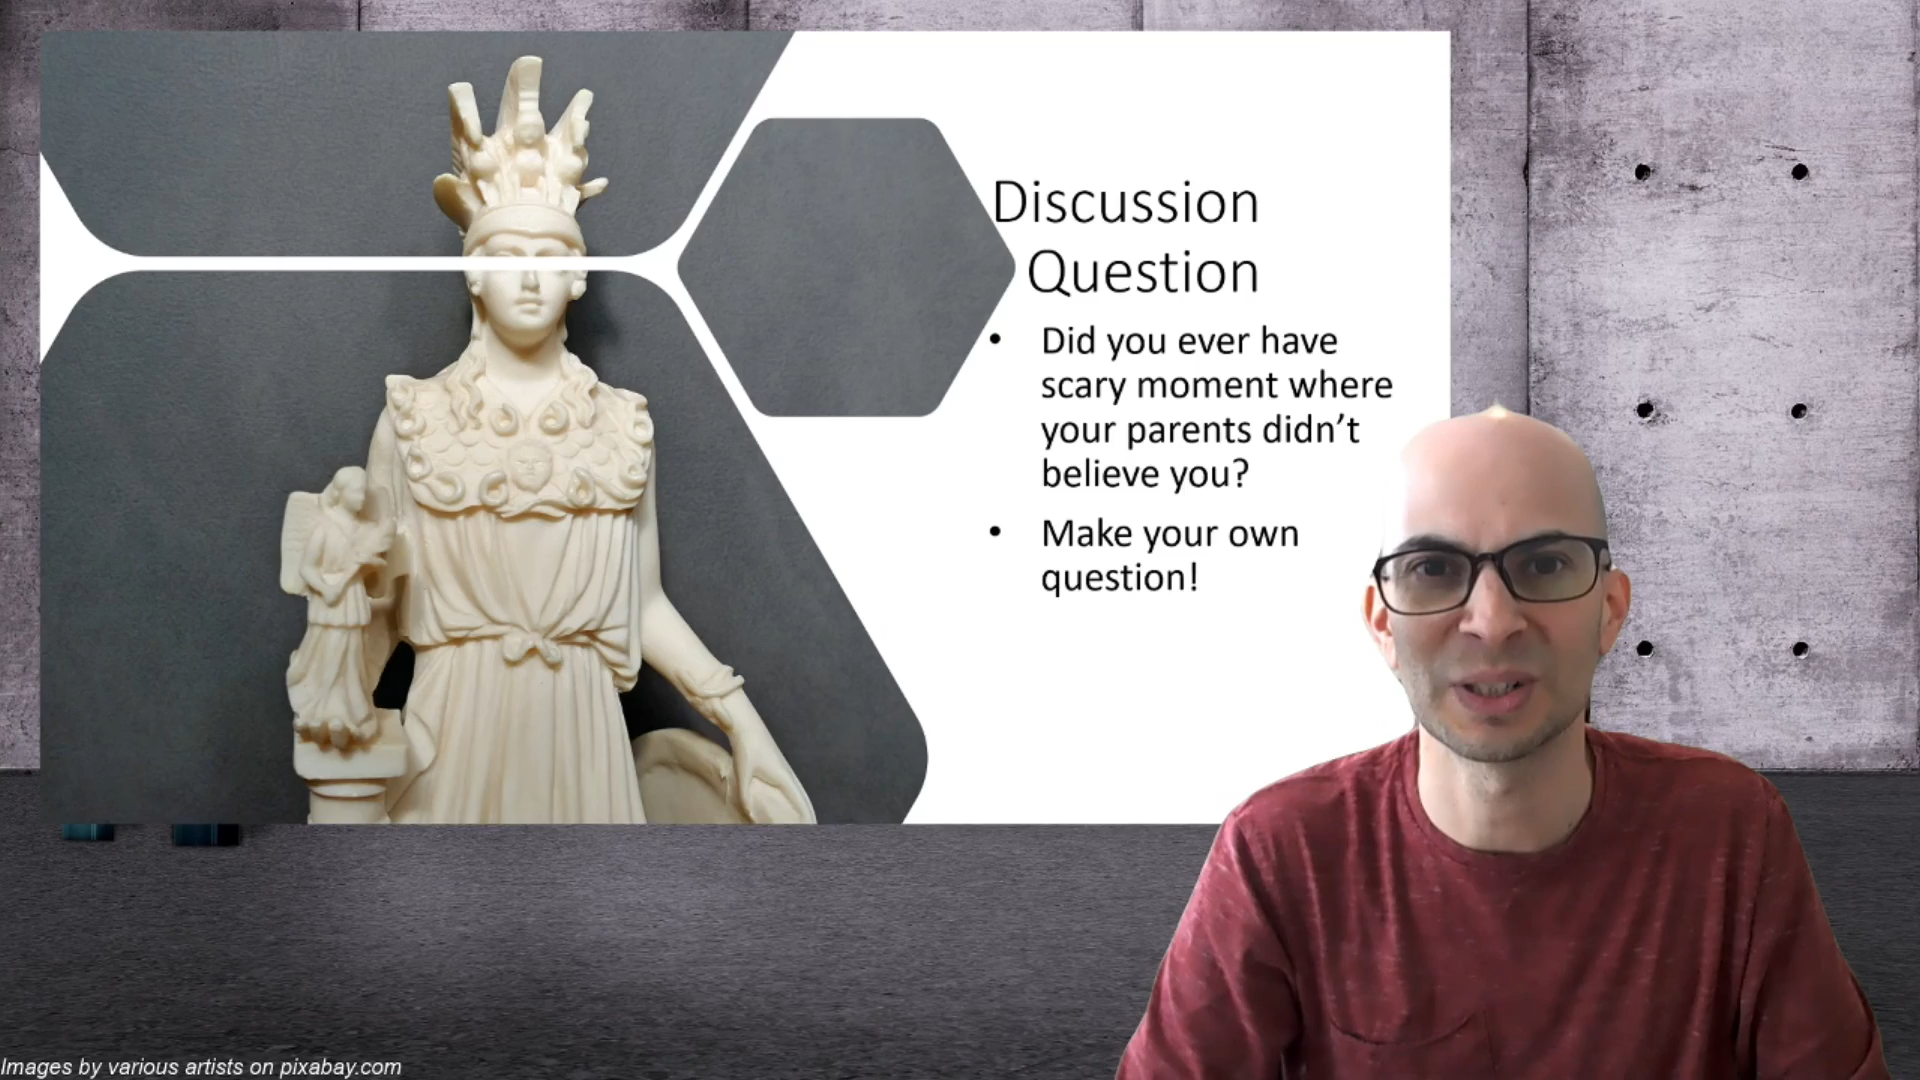 Discussion
Question
• Did you ever have
scary moment where
your parents didn’t
believe you?
• Make your own
question!
Images by various artists on pixabay.com